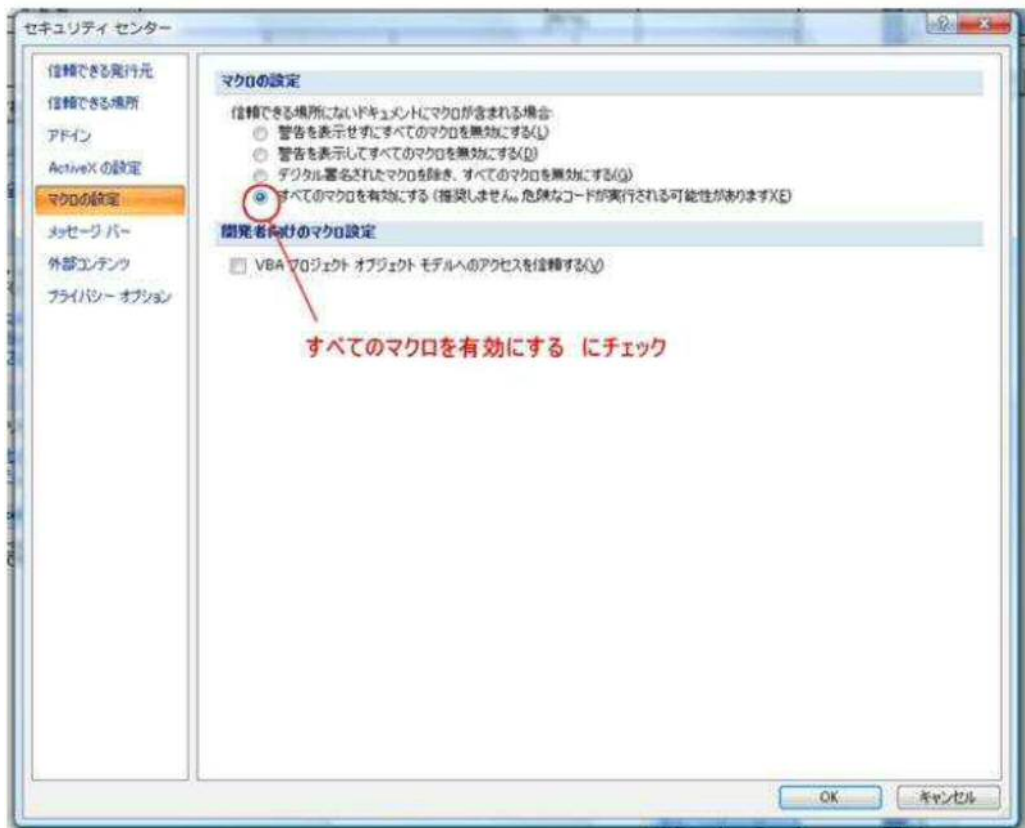 セキュリティ センター
信頼できる発行元
信頼できる場所
アドイン
ActiveX の設定
マクロの設定
メッセージ バー
外部コンテンツ
プライバシー オプション
マクロの設定
信頼できる場所にないドキュメントにマクロが含まれる場合:
警告を表示せずにすべてのマクロを無効にする(L)
警告を表示してすべてのマクロを無効にする(D)
デジタル署名されたマクロを除き、すべてのマクロを無効にする(G)
すべてのマクロを有効にする (推奨しません。危険なコードが実行される可能性があります)(E)
開発者向けのマクロ設定
VBA プロジェクト オブジェクト モデルへのアクセスを信頼する(V)
すべてのマクロを有効にする にチェック
OK
キャンセル